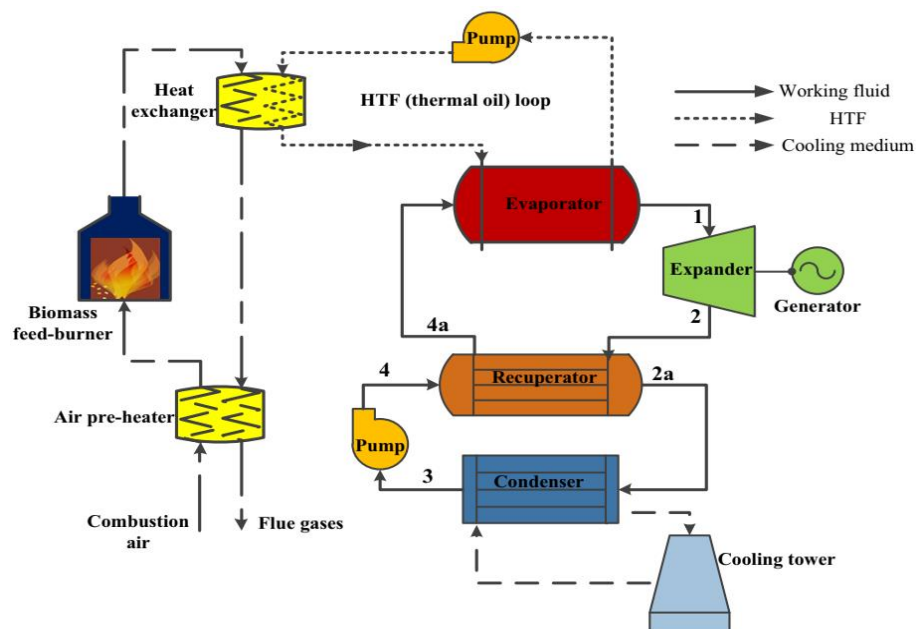 Pump
Heat
exchanger
HTF (thermal oil) loop
Working fluid
HTF
Cooling medium
Evaporator
1
Expander
Generator
Biomass
feed-burner
2
4a
4
Recuperator
2a
Air pre-heater
Pump
3
Condenser
Combustion
air
Flue gases
Cooling tower